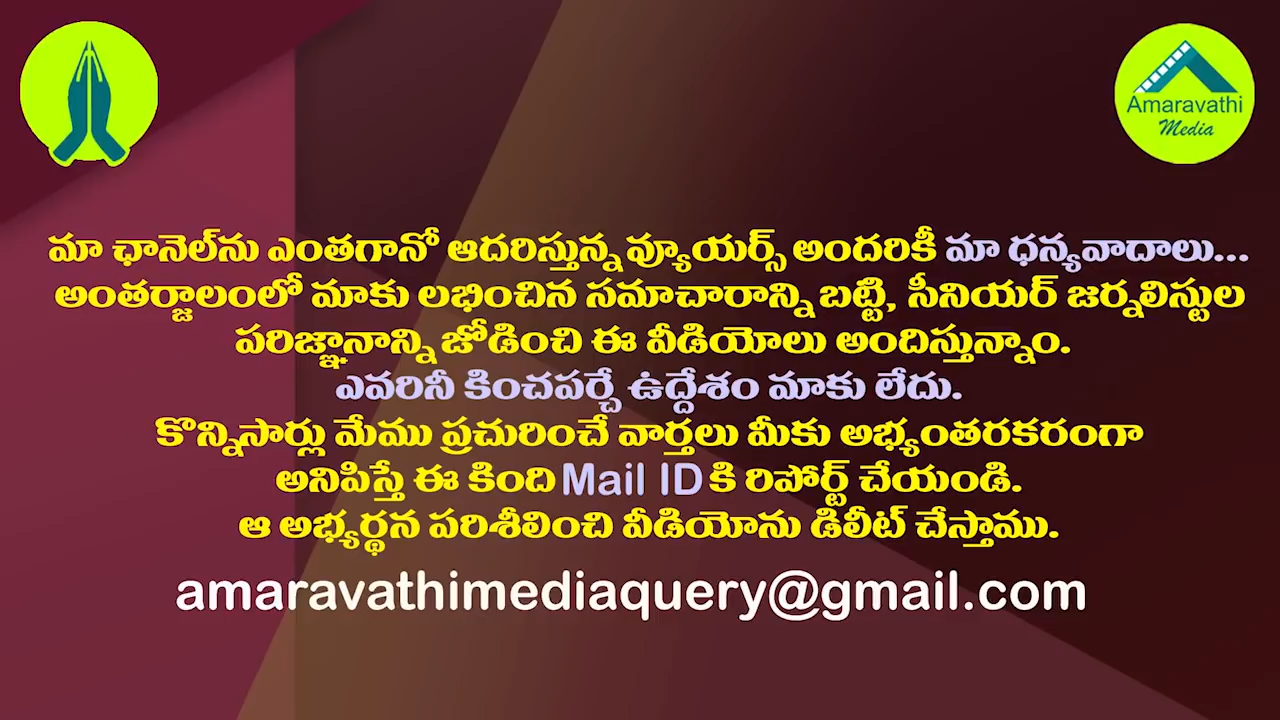 Amaravathi
Media
మా ఛానెల్‌ను ఎంతగానో ఆదరిస్తున్న వ్యూయర్స్ అందరికీ మా ధన్యవాదాలు...
అంతర్జాలంలో మాకు లభించిన సమాచారాన్ని బట్టి, సీనియర్ జర్నలిస్టుల
పరిజ్ఞానాన్ని జోడించి ఈ వీడియోలు అందిస్తున్నాం.
ఎవరినీ కించపర్చే ఉద్దేశం మాకు లేదు.
కొన్నిసార్లు మేము ప్రచురించే వార్తలు మీకు అభ్యంతరకరంగా
అనిపిస్తే ఈ కింది Mail ID కి రిపోర్ట్ చేయండి.
ఆ అభ్యర్థన పరిశీలించి వీడియోను డిలీట్ చేస్తాము.
amaravathimediaquery@gmail.com